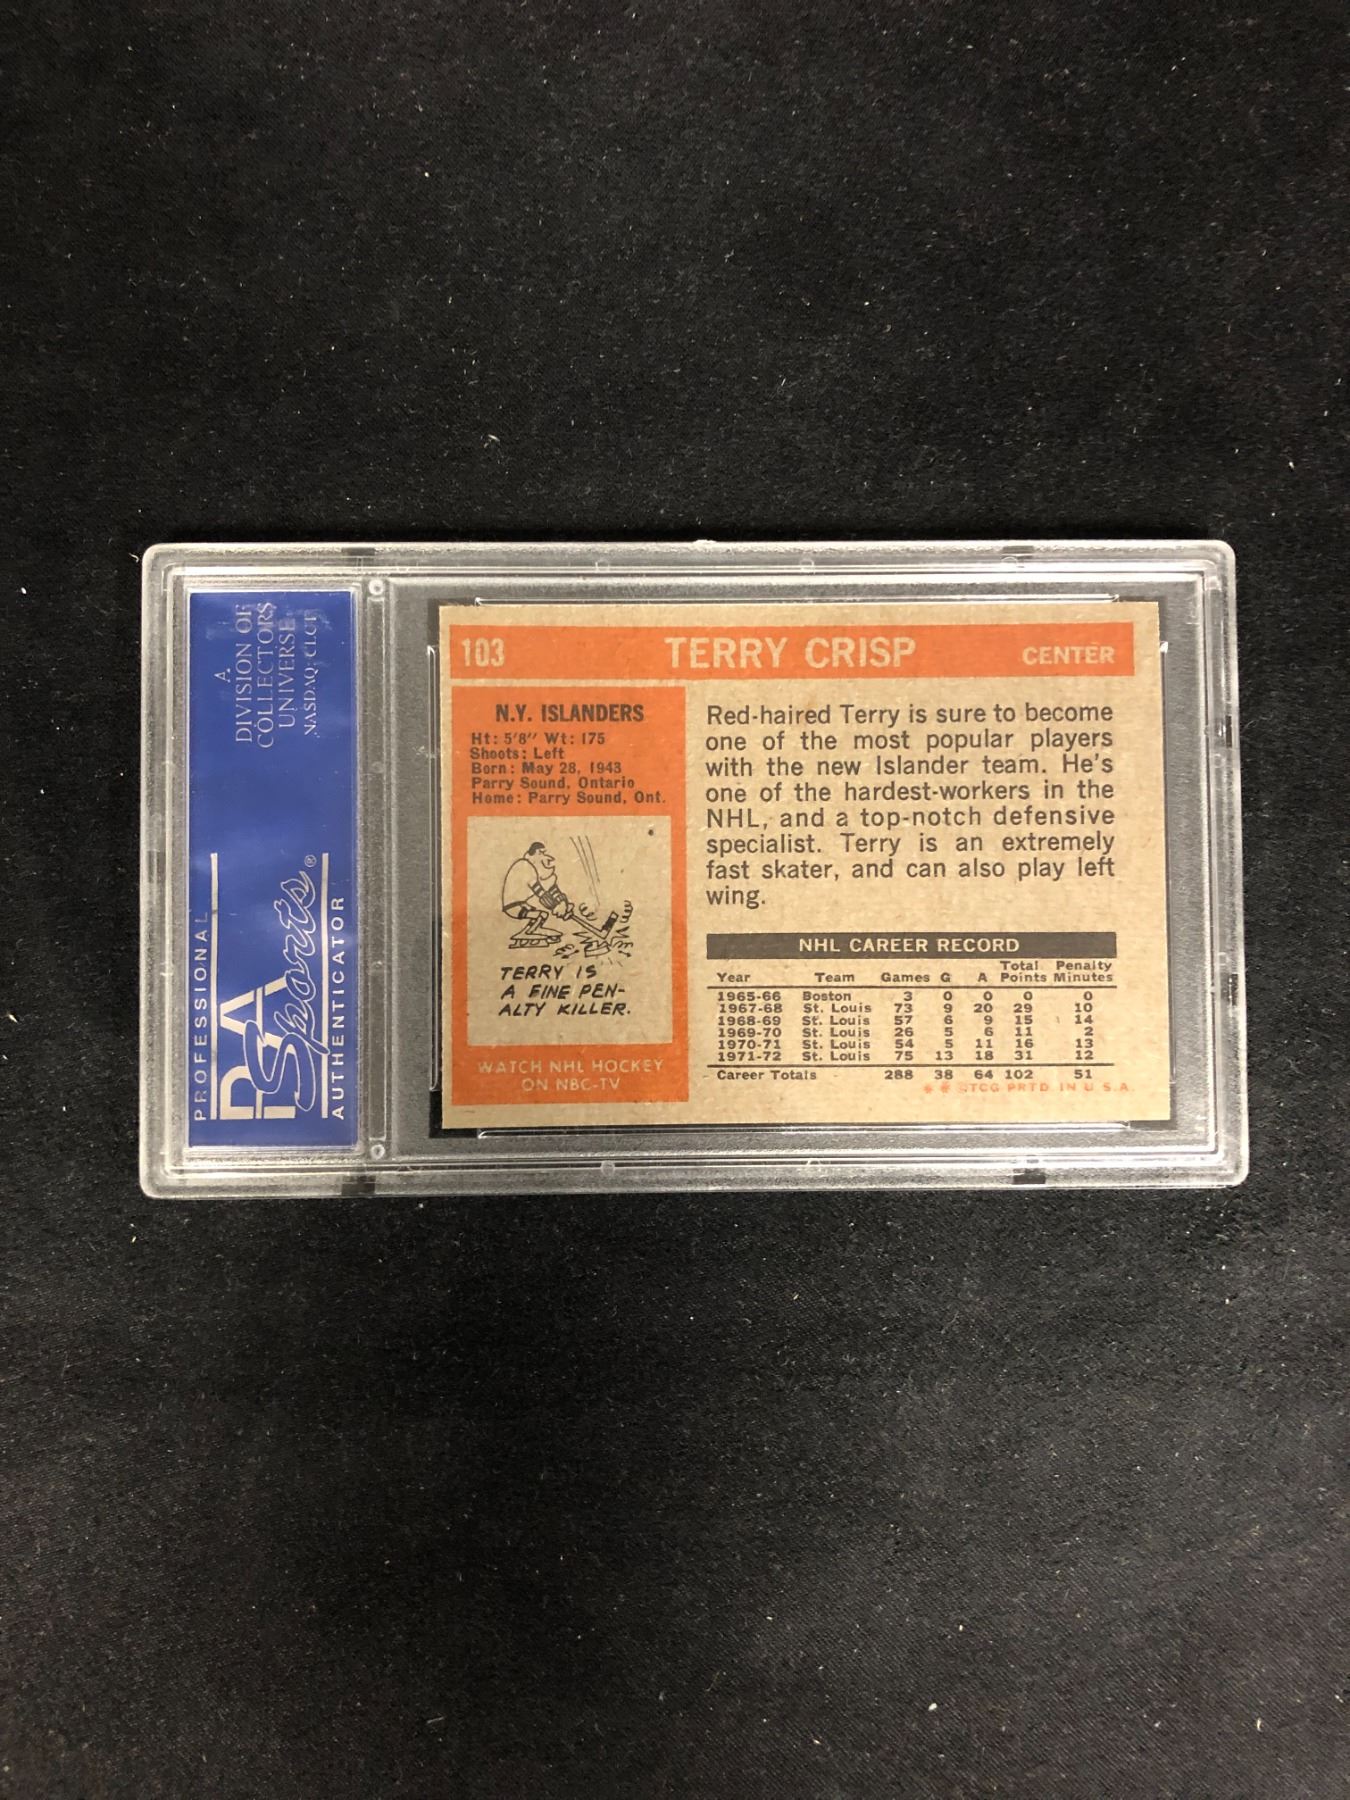 A
DIVISION OF
COLLECTORS
UNIVERSE
NASDAQ: CLCT
PROFESSIONAL
PSA
Sports®
AUTHENTICATOR
103 TERRY CRISP CENTER
N.Y. ISLANDERS
Ht: 5'8" Wt: 175
Shoots: Left
Born: May 28, 1943
Parry Sound, Ontario
Home: Parry Sound, Ont.
TERRY IS
A FINE PEN-
ALTY KILLER.
WATCH NHL HOCKEY
ON NBC-TV
Red-haired Terry is sure to become
one of the most popular players
with the new Islander team. He's
one of the hardest-workers in the
NHL, and a top-notch defensive
specialist. Terry is an extremely
fast skater, and can also play left
wing.
NHL CAREER RECORD
Year Team Games G A Total Points Penalty Minutes
1965-66 Boston 3 0 0 0 0
1967-68 St. Louis 73 9 20 29 10
1968-69 St. Louis 57 6 9 15 14
1969-70 St. Louis 26 5 6 11 2
1970-71 St. Louis 54 5 11 16 13
1971-72 St. Louis 75 13 18 31 12
Career Totals 288 38 64 102 51
** ©TCG PRTD. IN U.S.A.